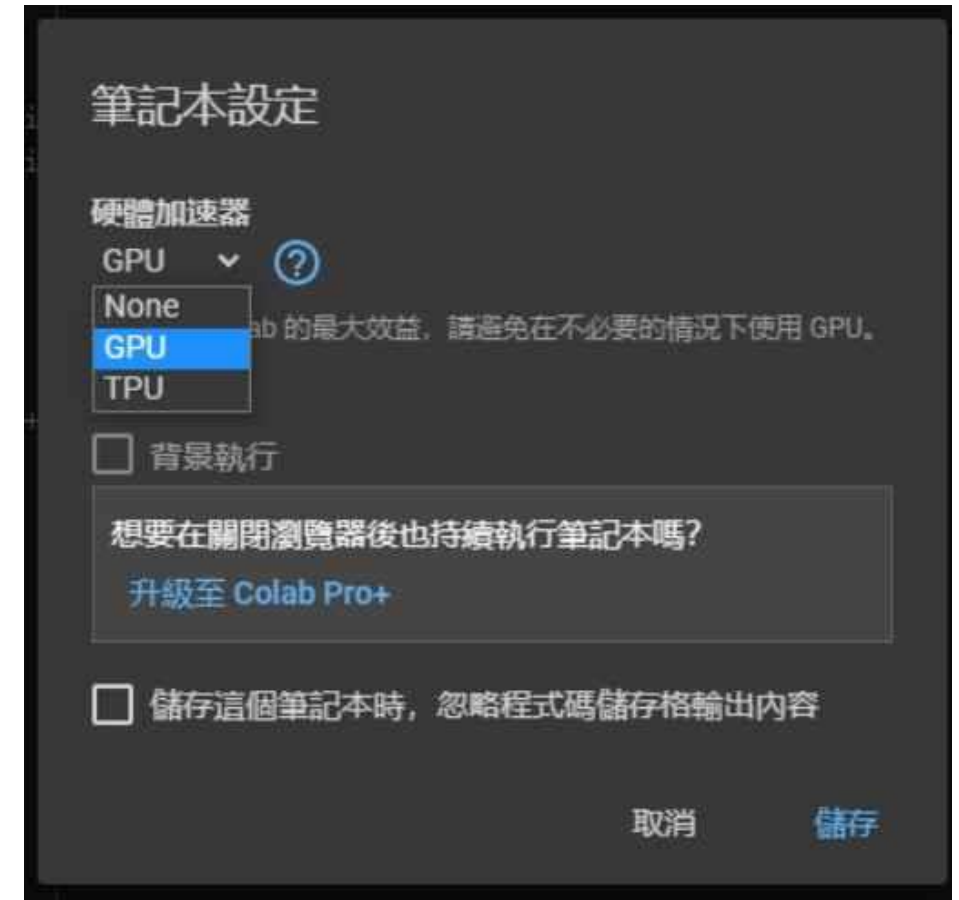 筆記本設定
硬體加速器
GPU
None
GPU
TPU
ab 的最大效益，請避免在不必要的情況下使用 GPU。
背景執行
想要在關閉瀏覽器後也持續執行筆記本嗎？
升級至 Colab Pro+
儲存這個筆記本時，忽略程式碼儲存格輸出內容
取消 儲存